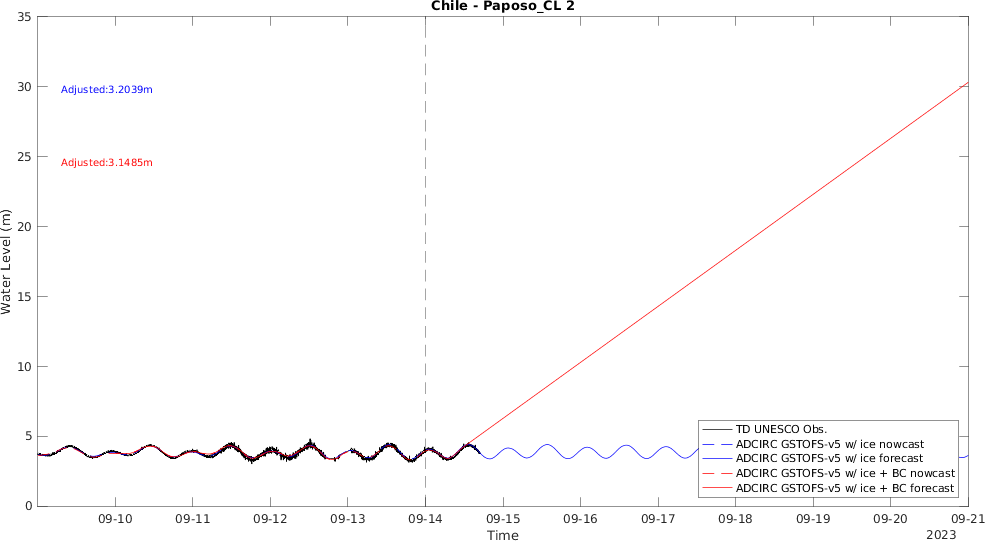 Chile - Paposo_CL 2
35
30
25
20
15
10
5
0
Water Level (m)
Adjusted:3.2039m
Adjusted:3.1485m
TD UNESCO Obs.
ADCIRC GSTOFS-v5 w/ ice nowcast
ADCIRC GSTOFS-v5 w/ ice forecast
ADCIRC GSTOFS-v5 w/ ice + BC nowcast
ADCIRC GSTOFS-v5 w/ ice + BC forecast
09-10 09-11 09-12 09-13 09-14 09-15 09-16 09-17 09-18 09-19 09-20 09-21
Time
2023